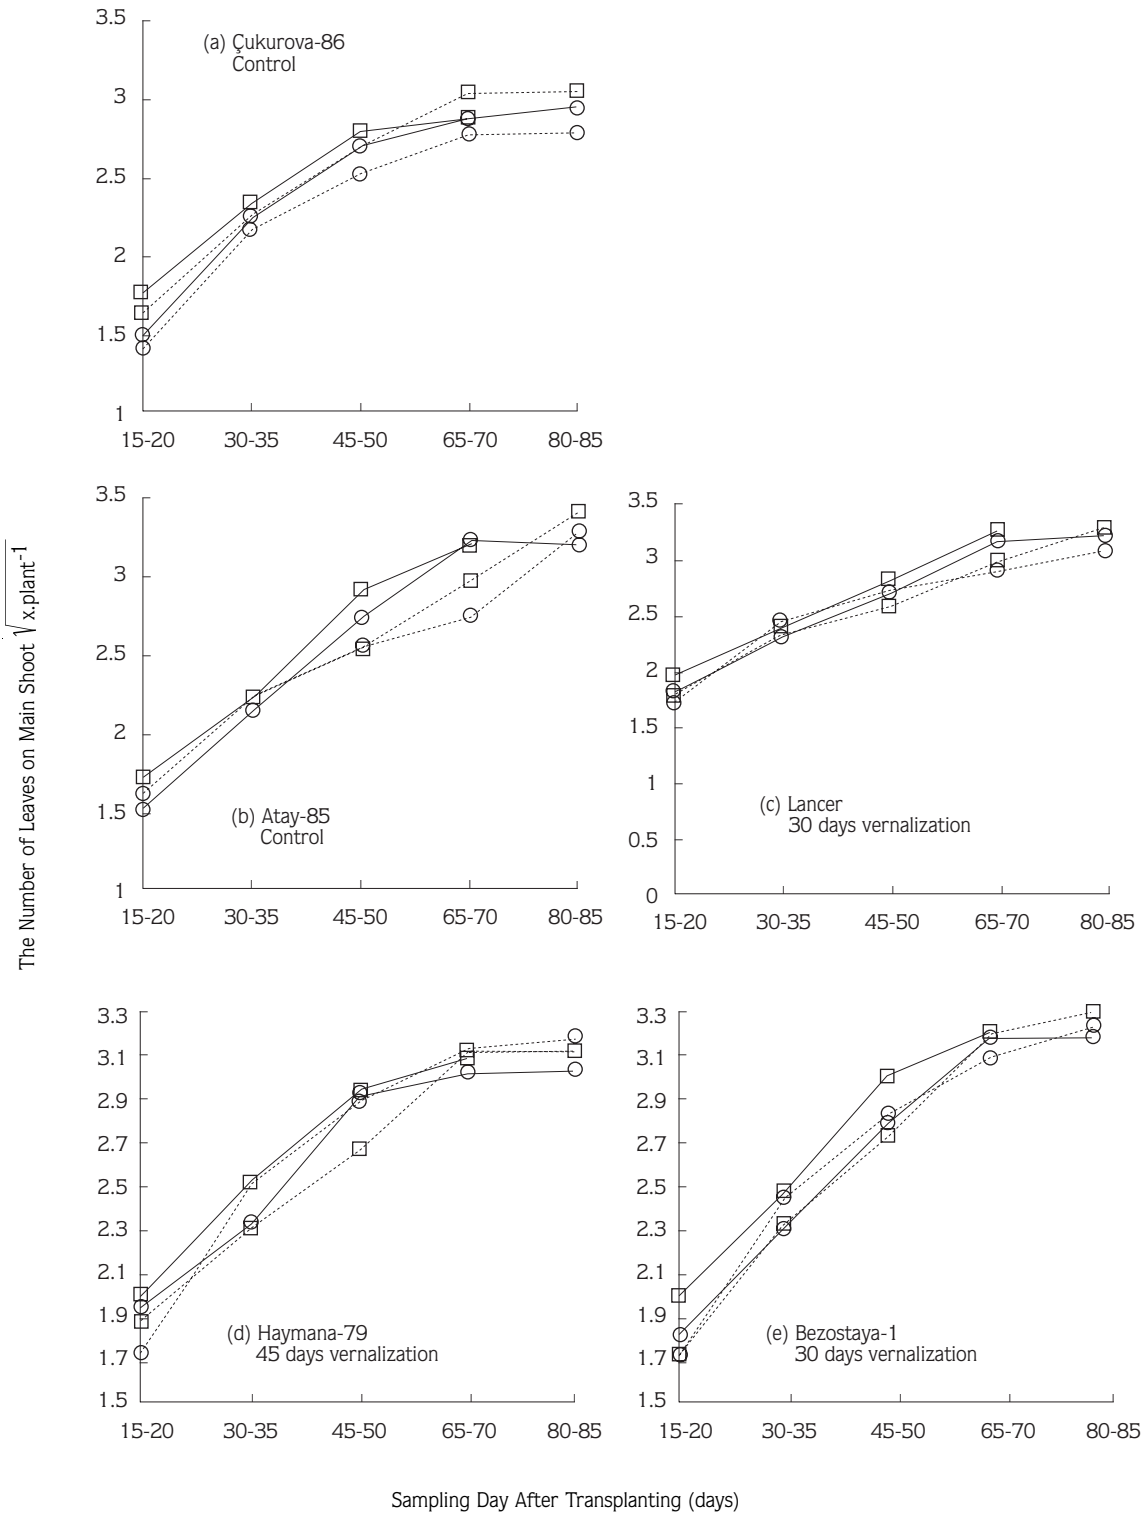 3.5
3
2.5
2
1.5
1
(a) Çukurova-86
Control
15-20 30-35 45-50 65-70 80-85
3.5
3
2.5
2
1.5
1
(b) Atay-85
Control
15-20 30-35 45-50 65-70 80-85
3.5
3
2.5
2
1.5
1
0.5
0
(c) Lancer
30 days vernalization
15-20 30-35 45-50 65-70 80-85
The Number of Leaves on Main Shoot √x.plant⁻¹
3.3
3.1
2.9
2.7
2.5
2.3
2.1
1.9
1.7
1.5
(d) Haymana-79
45 days vernalization
15-20 30-35 45-50 65-70 80-85
3.3
3.1
2.9
2.7
2.5
2.3
2.1
1.9
1.7
1.5
(e) Bezostaya-1
30 days vernalization
15-20 30-35 45-50 65-70 80-85
Sampling Day After Transplanting (days)